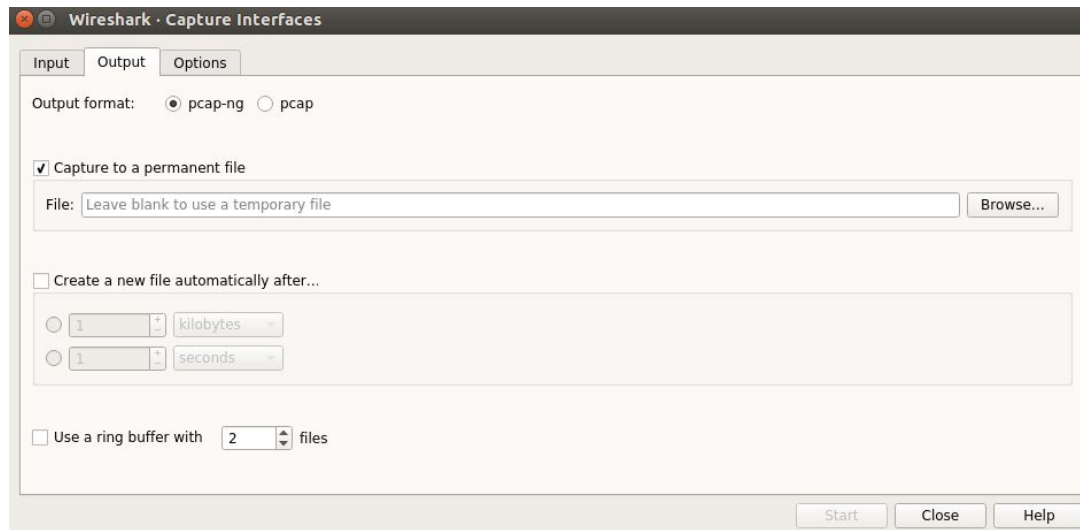 Wireshark · Capture Interfaces
Input Output Options
Output format: pcap-ng pcap
Capture to a permanent file
File: Leave blank to use a temporary file Browse...
Create a new file automatically after...
1 kilobytes
1 seconds
Use a ring buffer with 2 files
Start Close Help